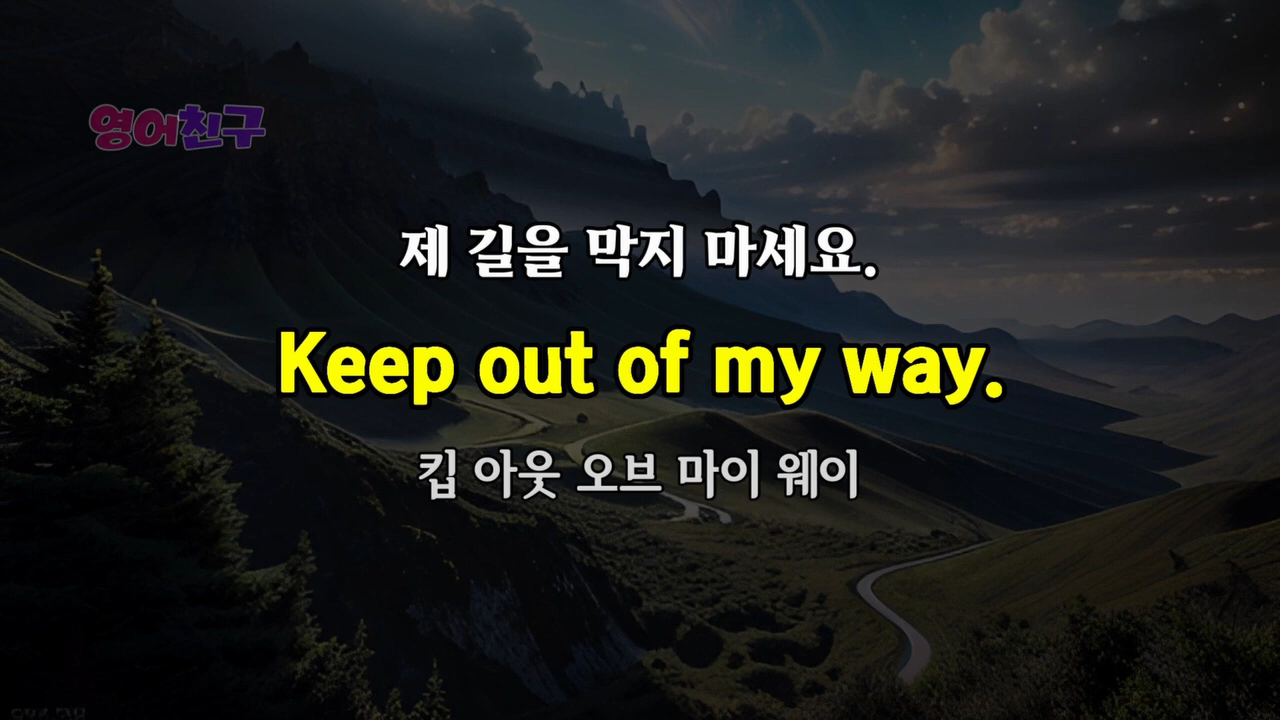 영어친구
제 길을 막지 마세요.
Keep out of my way.
킵 아웃 오브 마이 웨이